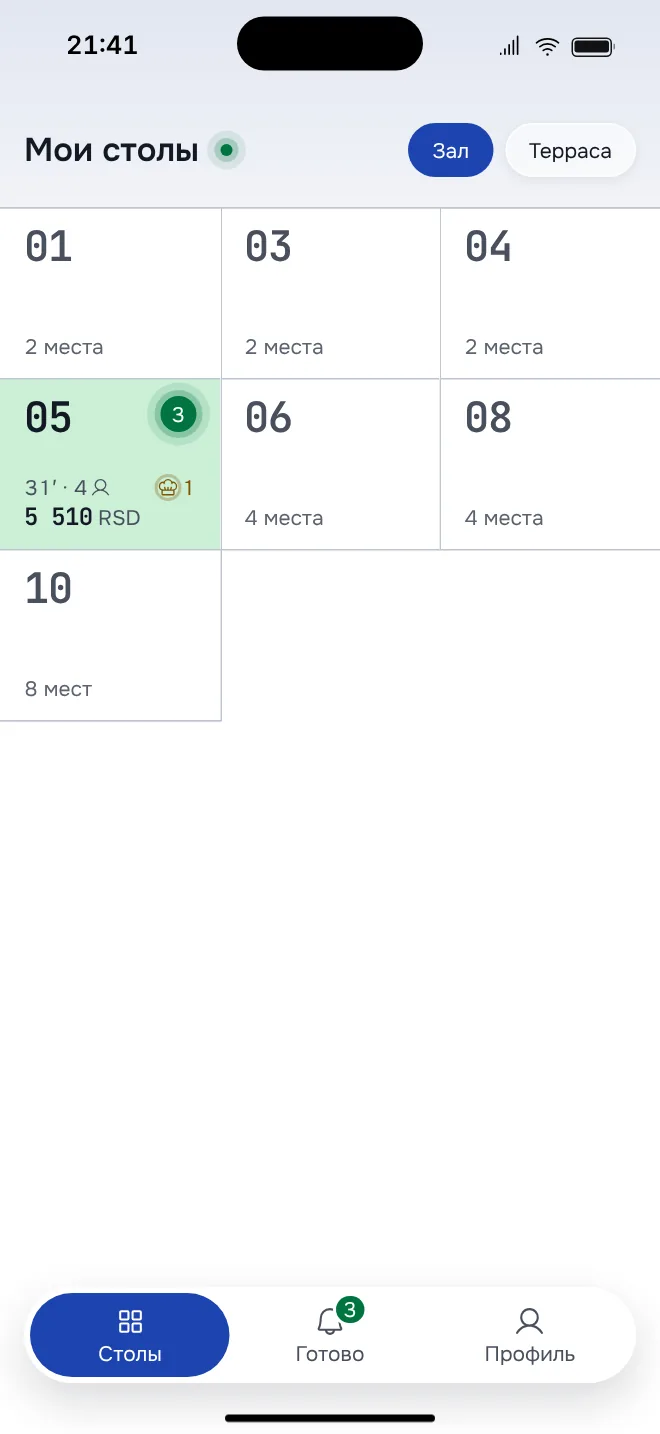 21:41
Мои столы
Зал
Терраса
01
03
04
2 места
2 места
2 места
05
3
06
08
31′ · 4
1
5 510 RSD
4 места
4 места
10
8 мест
3
Столы
Готово
Профиль